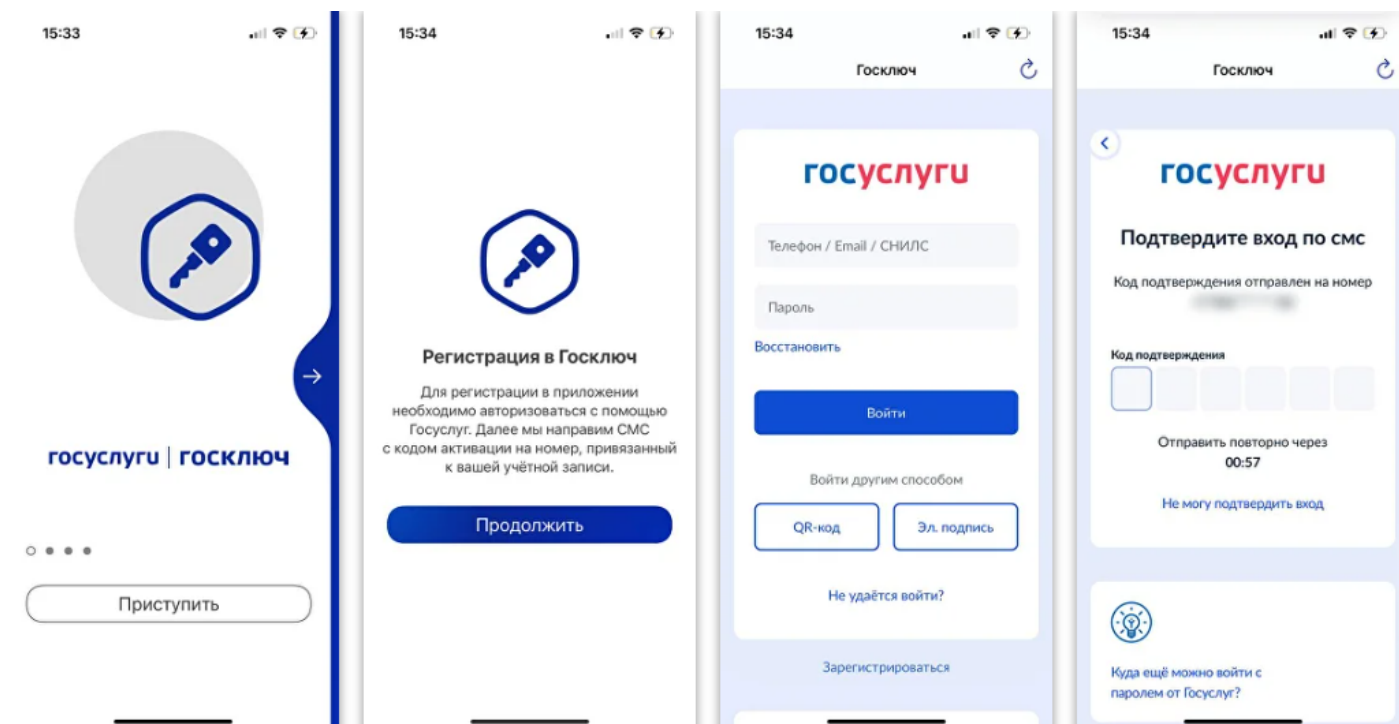 15:33
госуслуги | госключ
Приступить
15:34
Регистрация в Госключ
Для регистрации в приложении
необходимо авторизоваться с помощью
Госуслуг. Далее мы направим СМС
с кодом активации на номер, привязанный
к вашей учётной записи.
Продолжить
15:34
Госключ
госуслуги
Телефон / Email / СНИЛС
Пароль
Восстановить
Войти
Войти другим способом
QR-код
Эл. подпись
Не удаётся войти?
Зарегистрироваться
15:34
Госключ
госуслуги
Подтвердите вход по смс
Код подтверждения отправлен на номер
Код подтверждения
Отправить повторно через
00:57
Не могу подтвердить вход
Куда ещё можно войти с
паролем от Госуслуг?